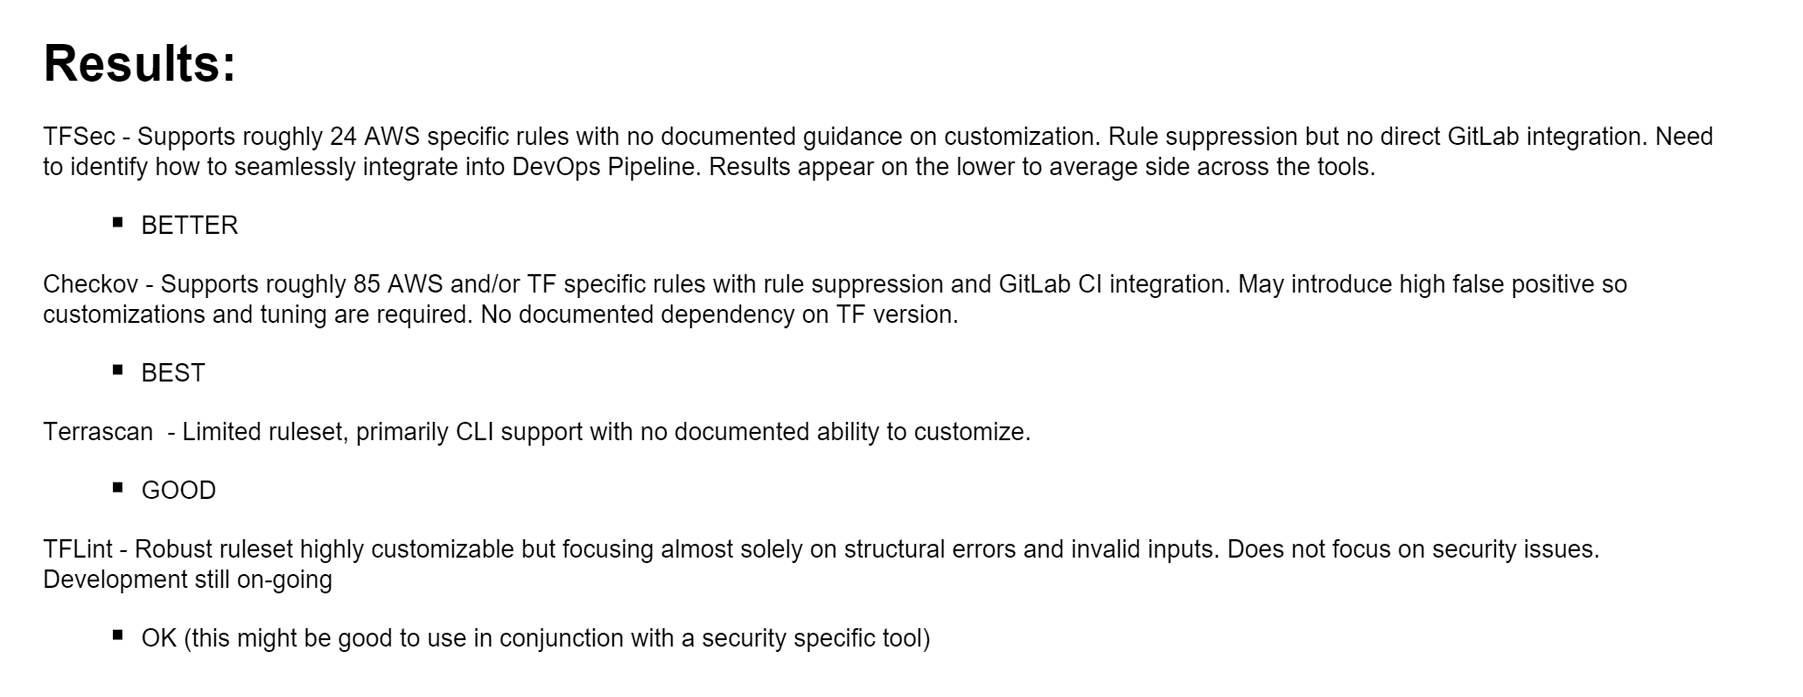 Results:
TFSec - Supports roughly 24 AWS specific rules with no documented guidance on customization. Rule suppression but no direct GitLab integration. Need
to identify how to seamlessly integrate into DevOps Pipeline. Results appear on the lower to average side across the tools.
▪ BETTER
Checkov - Supports roughly 85 AWS and/or TF specific rules with rule suppression and GitLab CI integration. May introduce high false positive so
customizations and tuning are required. No documented dependency on TF version.
▪ BEST
Terrascan  - Limited ruleset, primarily CLI support with no documented ability to customize.
▪ GOOD
TFLint - Robust ruleset highly customizable but focusing almost solely on structural errors and invalid inputs. Does not focus on security issues.
Development still on-going
▪ OK (this might be good to use in conjunction with a security specific tool)